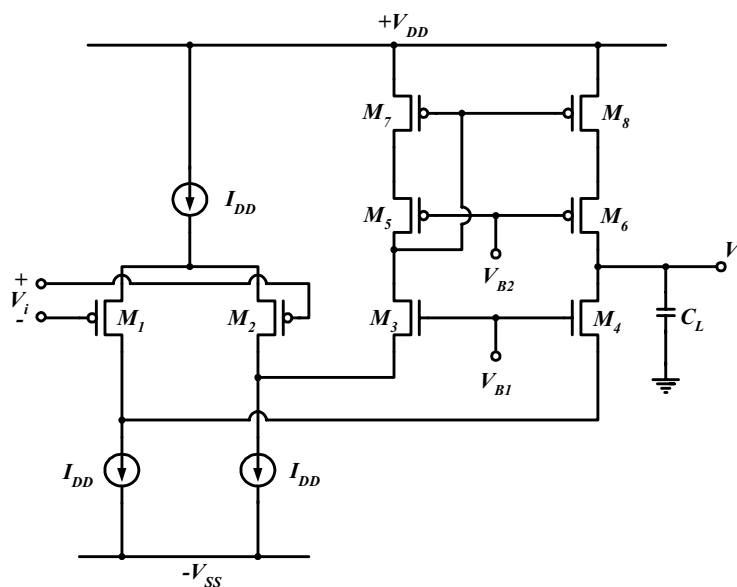 +V_DD
M_7
M_8
I_DD
M_5
M_6
V_B2
V
+
V_i
-
M_1
M_2
M_3
M_4
C_L
V_B1
I_DD
I_DD
-V_SS